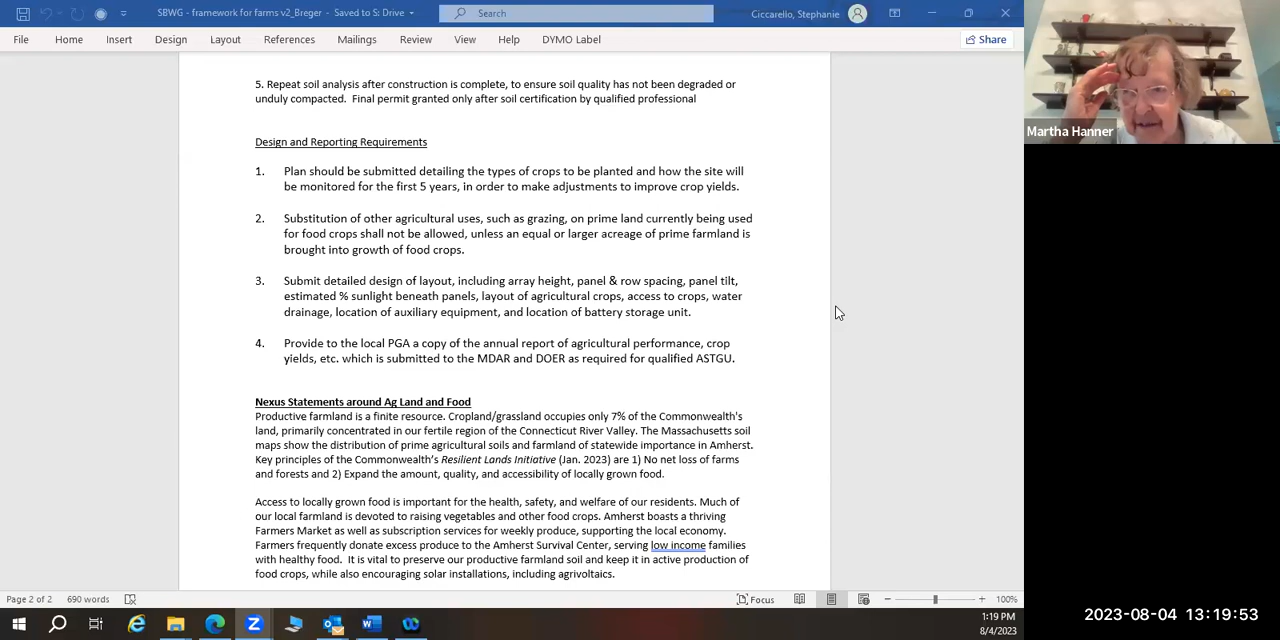 SBWG - framework for farms v2_Breger - Saved to S: Drive
Search
Ciccarello, Stephanie
File Home Insert Design Layout References Mailings Review View Help DYMO Label
Share
5. Repeat soil analysis after construction is complete, to ensure soil quality has not been degraded or
unduly compacted. Final permit granted only after soil certification by qualified professional
Design and Reporting Requirements
1. Plan should be submitted detailing the types of crops to be planted and how the site will
be monitored for the first 5 years, in order to make adjustments to improve crop yields.
2. Substitution of other agricultural uses, such as grazing, on prime land currently being used
for food crops shall not be allowed, unless an equal or larger acreage of prime farmland is
brought into growth of food crops.
3. Submit detailed design of layout, including array height, panel & row spacing, panel tilt,
estimated % sunlight beneath panels, layout of agricultural crops, access to crops, water
drainage, location of auxiliary equipment, and location of battery storage unit.
4. Provide to the local PGA a copy of the annual report of agricultural performance, crop
yields, etc. which is submitted to the MDAR and DOER as required for qualified ASTGU.
Nexus Statements around Ag Land and Food
Productive farmland is a finite resource. Cropland/grassland occupies only 7% of the Commonwealth's
land, primarily concentrated in our fertile region of the Connecticut River Valley. The Massachusetts soil
maps show the distribution of prime agricultural soils and farmland of statewide importance in Amherst.
Key principles of the Commonwealth's Resilient Lands Initiative (Jan. 2023) are 1) No net loss of farms
and forests and 2) Expand the amount, quality, and accessibility of locally grown food.
Access to locally grown food is important for the health, safety, and welfare of our residents. Much of
our local farmland is devoted to raising vegetables and other food crops. Amherst boasts a thriving
Farmers Market as well as subscription services for weekly produce, supporting the local economy.
Farmers frequently donate excess produce to the Amherst Survival Center, serving low income families
with healthy food. It is vital to preserve our productive farmland soil and keep it in active production of
food crops, while also encouraging solar installations, including agrivoltaics.
Page 2 of 2 690 words
Focus
100%
1:19 PM
8/4/2023
Martha Hanner
2023-08-04 13:19:53